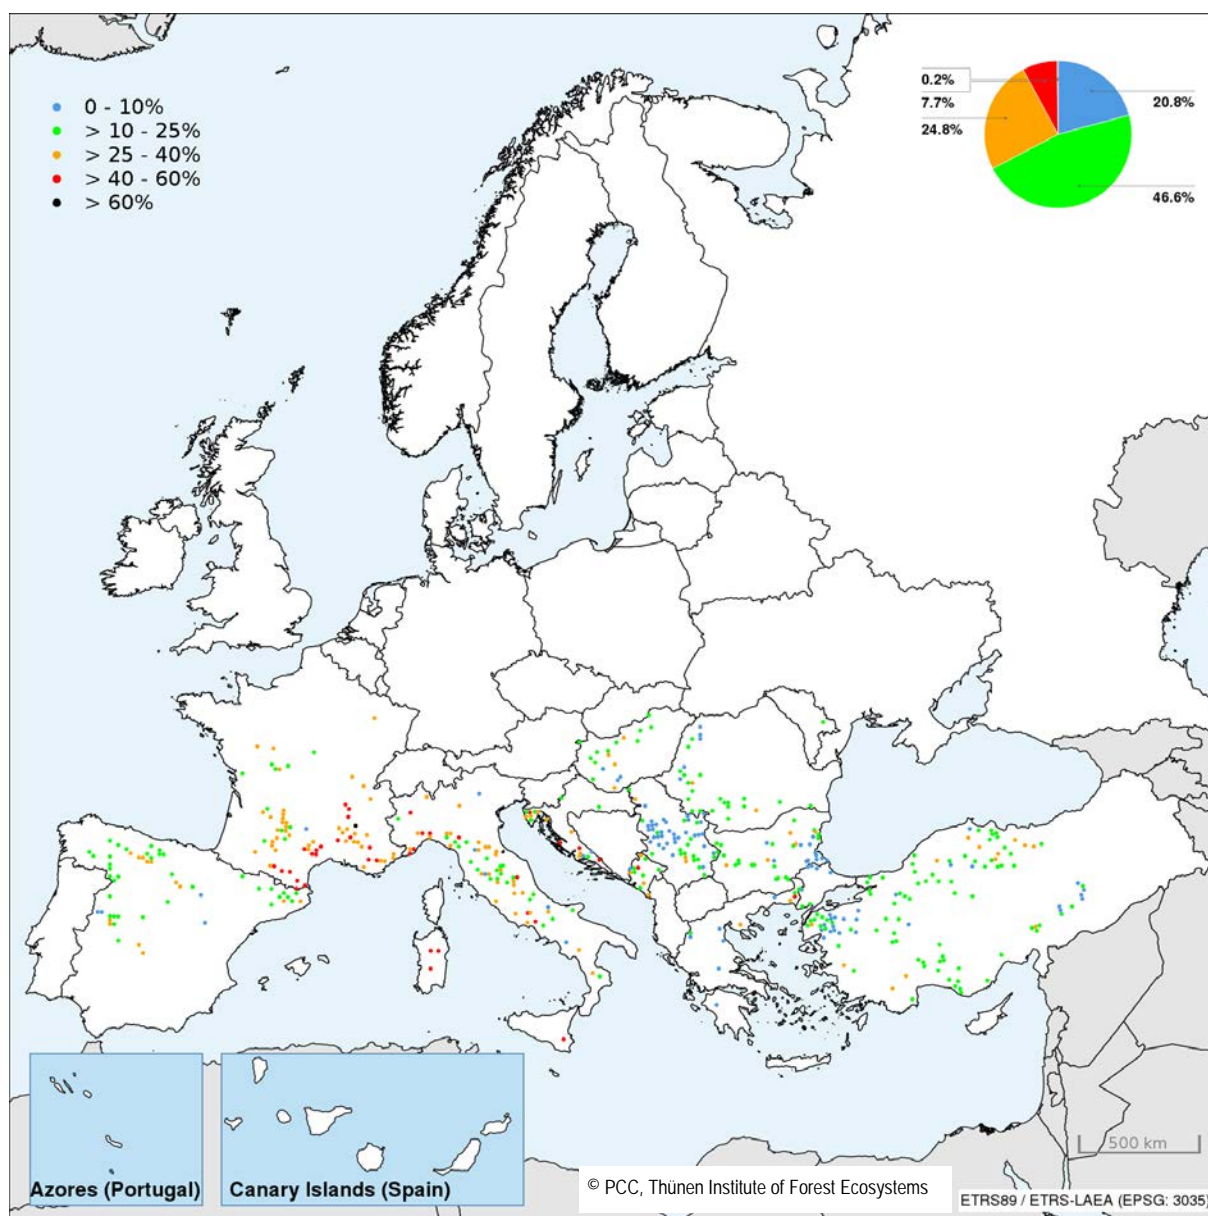 0 - 10%
> 10 - 25%
> 25 - 40%
> 40 - 60%
> 60%
0.2%
7.7%
24.8%
20.8%
46.6%
500 km
Azores (Portugal)
Canary Islands (Spain)
© PCC, Thünen Institute of Forest Ecosystems
ETRS89 / ETRS-LAEA (EPSG: 3035)